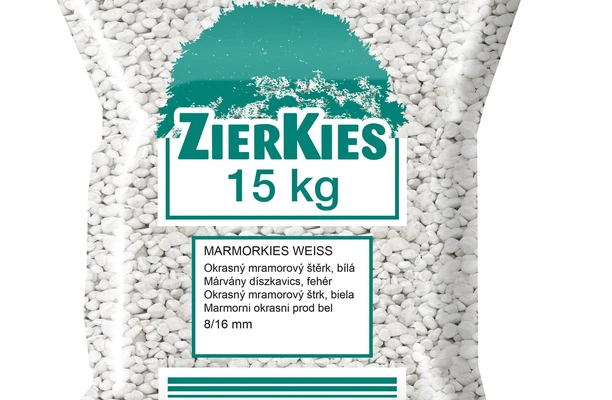 ZIERKIES
15 kg
MARMORKIES WEISS
Okrasný mramorový štěrk, bílá
Márvány díszkavics, fehér
Okrasný mramorový štrk, biela
Marmorni okrasni prod bel
8/16 mm